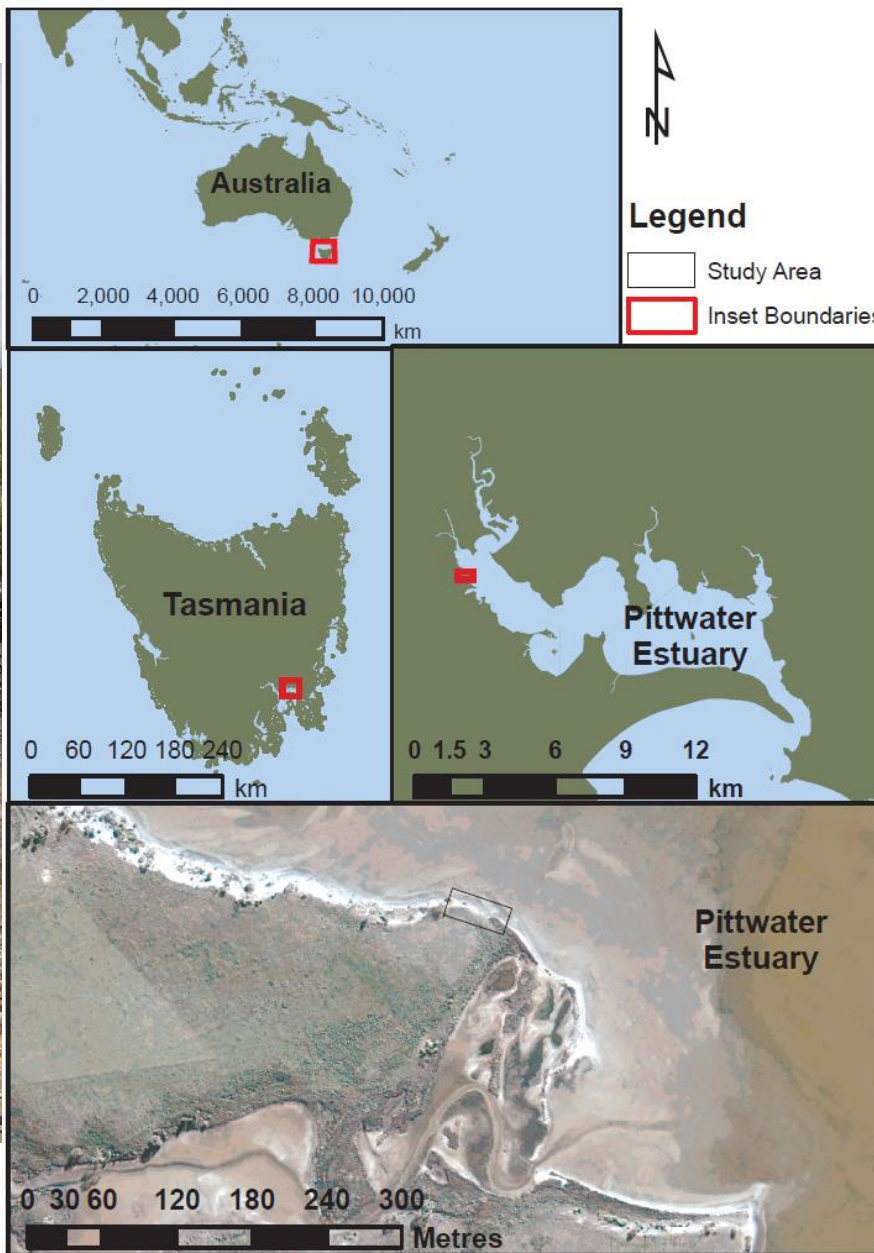 Australia
0 2,000 4,000 6,000 8,000 10,000
km
N
Legend
Study Area
Inset Boundaries
Tasmania
0 60 120 180 240
km
Pittwater
Estuary
0 1.5 3 6 9 12
km
Pittwater
Estuary
0 30 60 120 180 240 300
Metres